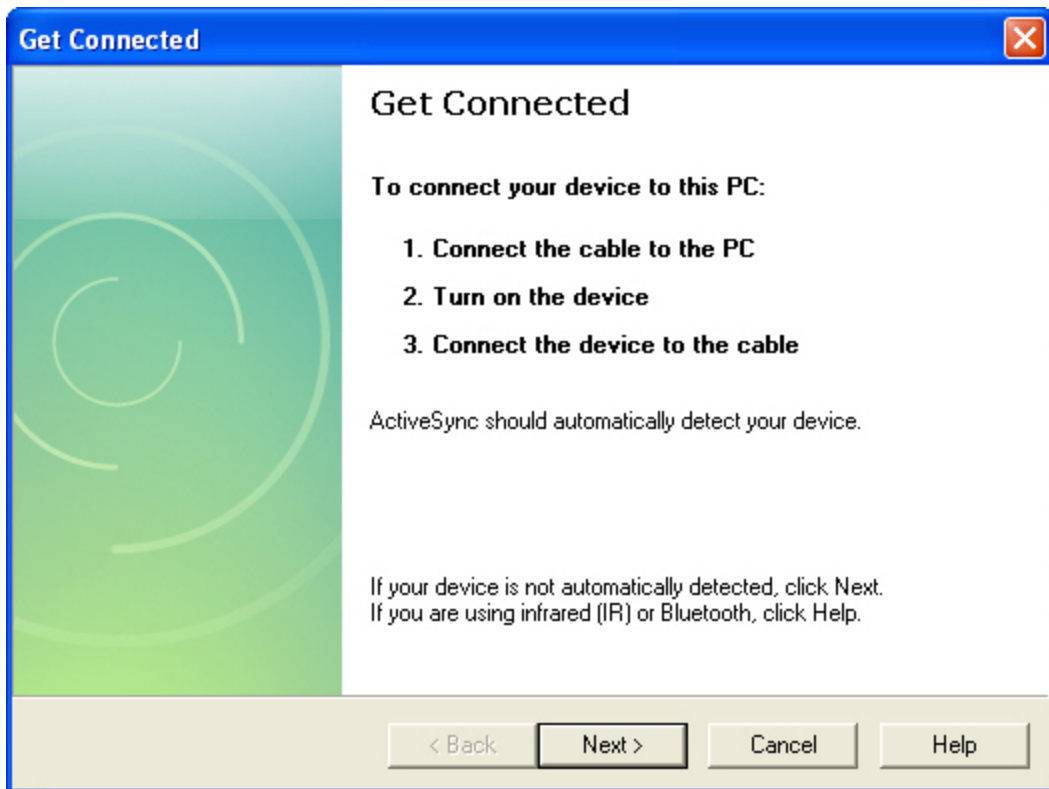 Get Connected
Get Connected
To connect your device to this PC:
1. Connect the cable to the PC
2. Turn on the device
3. Connect the device to the cable
ActiveSync should automatically detect your device.
If your device is not automatically detected, click Next.
If you are using infrared (IR) or Bluetooth, click Help.
< Back Next > Cancel Help